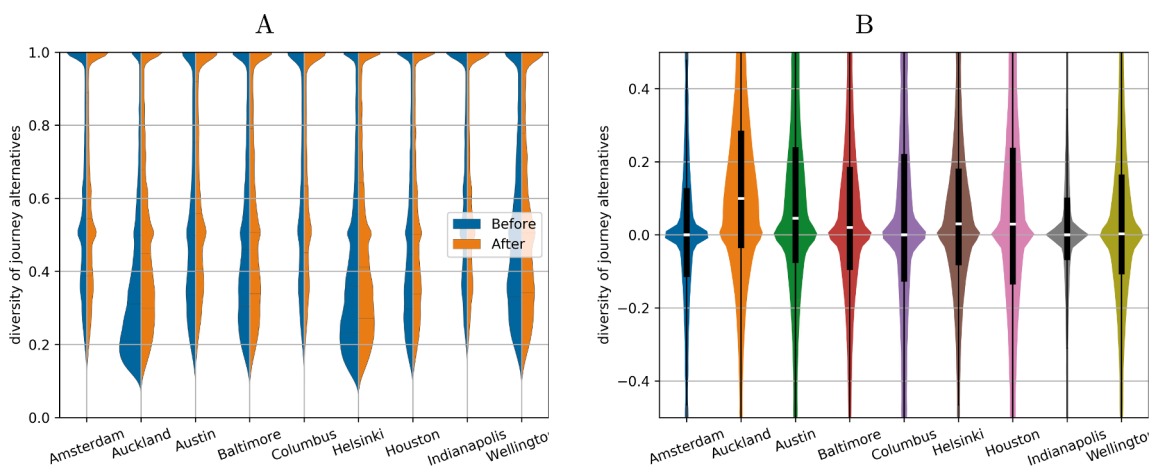 A
B
diversity of journey alternatives
1.0
0.8
0.6
0.4
0.2
0.0
Before
After
Amsterdam
Auckland
Austin
Baltimore
Columbus
Helsinki
Houston
Indianapolis
Wellington
diversity of journey alternatives
0.4
0.2
0.0
−0.2
−0.4
Amsterdam
Auckland
Austin
Baltimore
Columbus
Helsinki
Houston
Indianapolis
Wellington